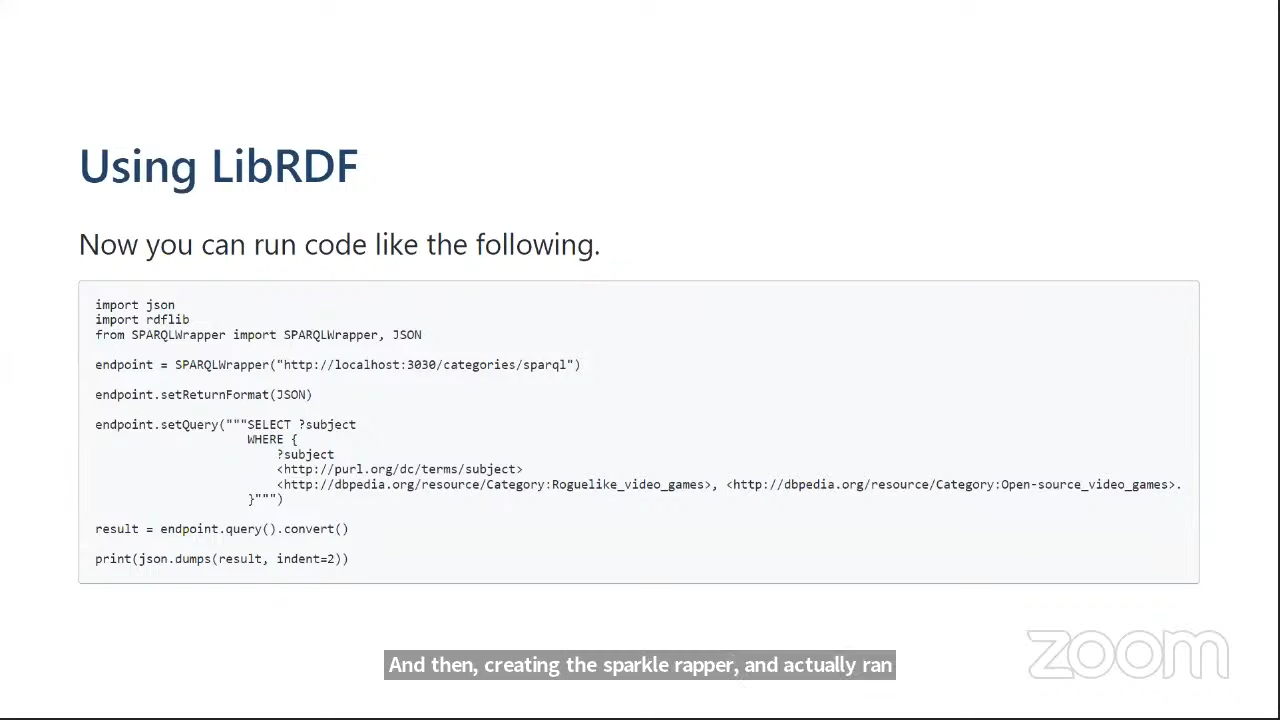 Using LibRDF
Now you can run code like the following.
import json
import rdflib
from SPARQLWrapper import SPARQLWrapper, JSON
endpoint = SPARQLWrapper("http://localhost:3030/categories/sparql")
endpoint.setReturnFormat(JSON)
endpoint.setQuery("""SELECT ?subject
WHERE {
?subject
<http://purl.org/dc/terms/subject>
<http://dbpedia.org/resource/Category:Roguelike_video_games>, <http://dbpedia.org/resource/Category:Open-source_video_games>.
}""")
result = endpoint.query().convert()
print(json.dumps(result, indent=2))
And then, creating the sparkle rapper, and actually ran
zoom